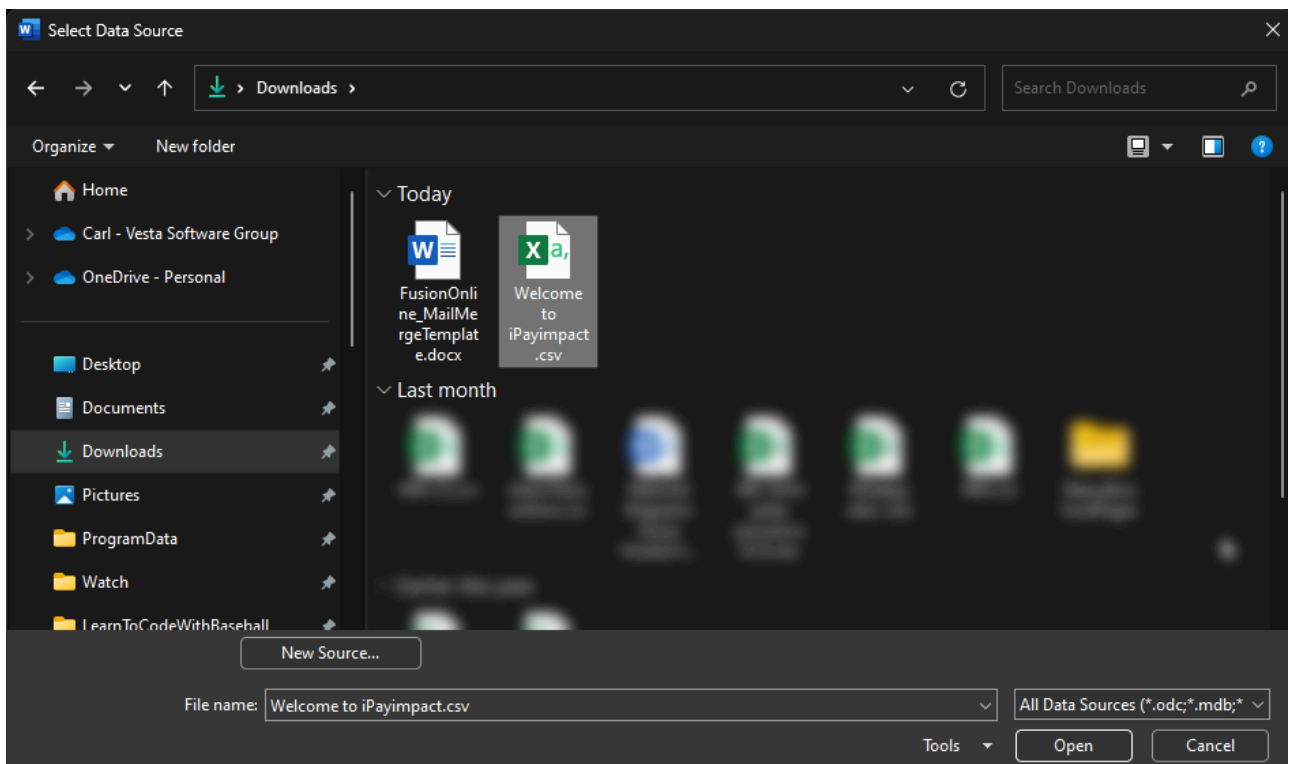 Select Data Source
Downloads
Search Downloads
Organize
New folder
Home
Carl - Vesta Software Group
OneDrive - Personal
Desktop
Documents
Downloads
Pictures
ProgramData
Watch
LearnToCodeWithBaseball
Today
FusionOnli
ne_MailMe
rgeTemplat
e.docx
Welcome
to
iPayimpact
.csv
Last month
New Source...
File name:
Welcome to iPayimpact.csv
All Data Sources (*.odc;*.mdb;*
Tools
Open
Cancel